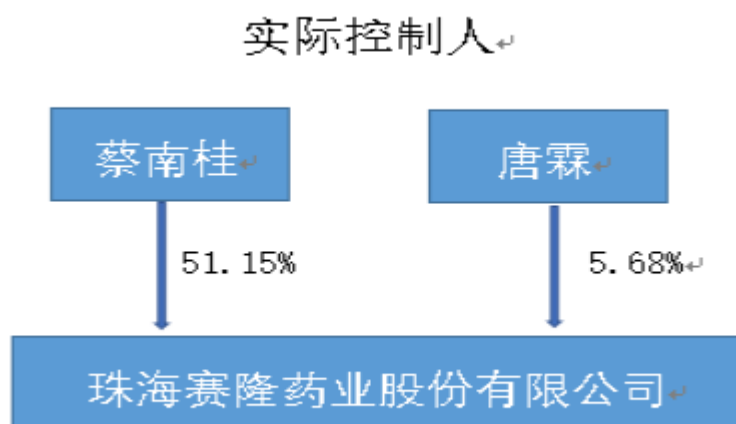 实际控制人
蔡南桂
唐霖
51.15%
5.68%
珠海赛隆药业股份有限公司